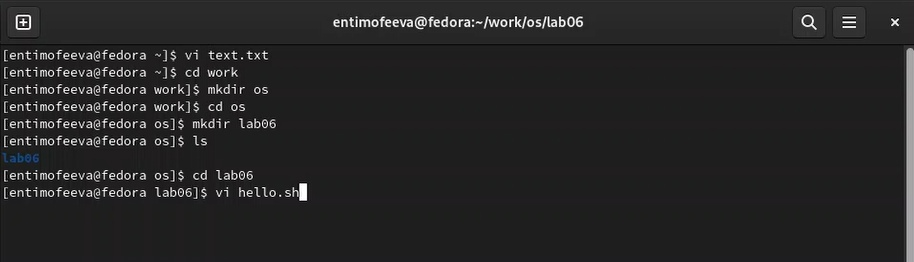 entimofeeva@fedora:~/work/os/lab06
[entimofeeva@fedora ~]$ vi text.txt
[entimofeeva@fedora ~]$ cd work
[entimofeeva@fedora work]$ mkdir os
[entimofeeva@fedora work]$ cd os
[entimofeeva@fedora os]$ mkdir lab06
[entimofeeva@fedora os]$ ls
lab06
[entimofeeva@fedora os]$ cd lab06
[entimofeeva@fedora lab06]$ vi hello.sh